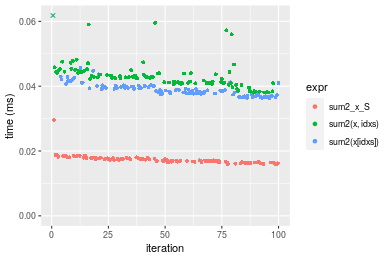 0.06
0.04
0.02
0.00
time (ms)
0
25
50
75
100
iteration
expr
sum2_x_S
sum2(x, idxs)
sum2(x[idxs])